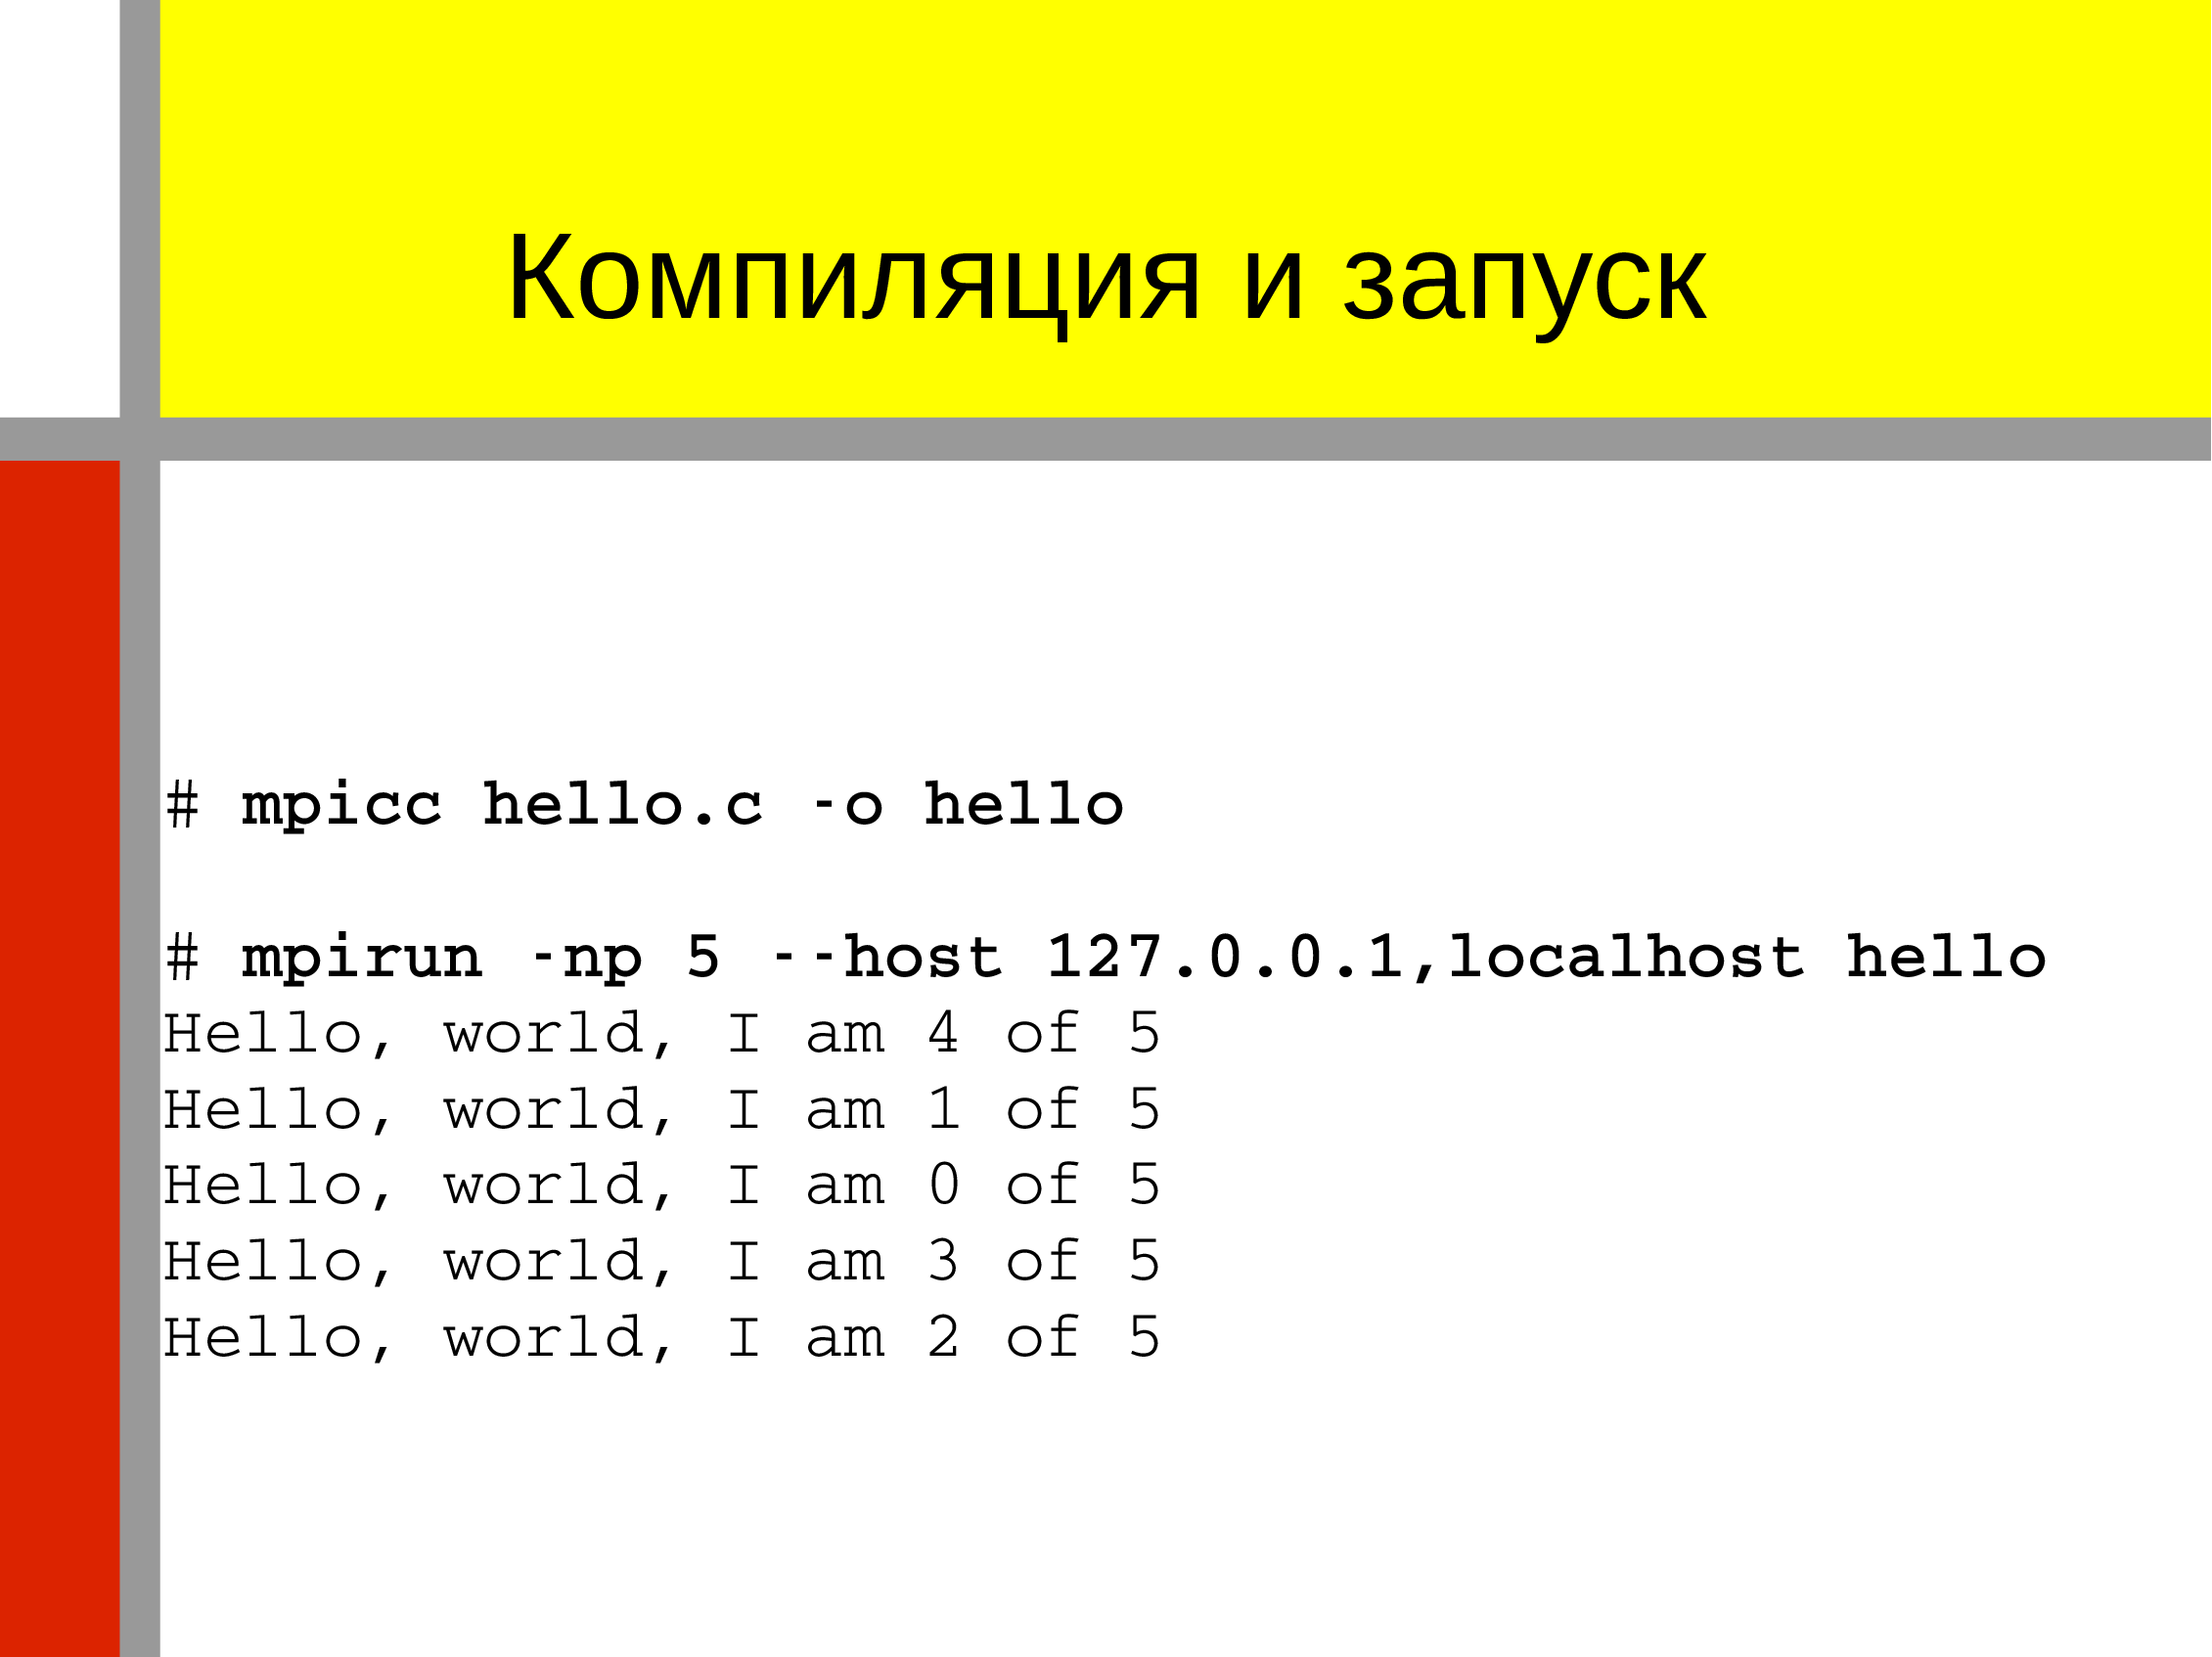 Компиляция и запуск
# mpicc hello.c -o hello
# mpirun -np 5 --host 127.0.0.1,localhost hello
Hello, world, I am 4 of 5
Hello, world, I am 1 of 5
Hello, world, I am 0 of 5
Hello, world, I am 3 of 5
Hello, world, I am 2 of 5